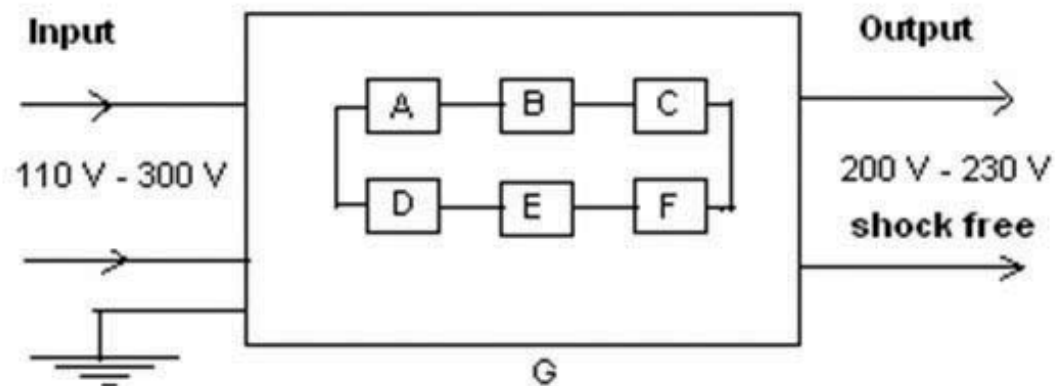 Input
Output
A
B
C
110 V - 300 V
200 V - 230 V
D
E
F
shock free
G